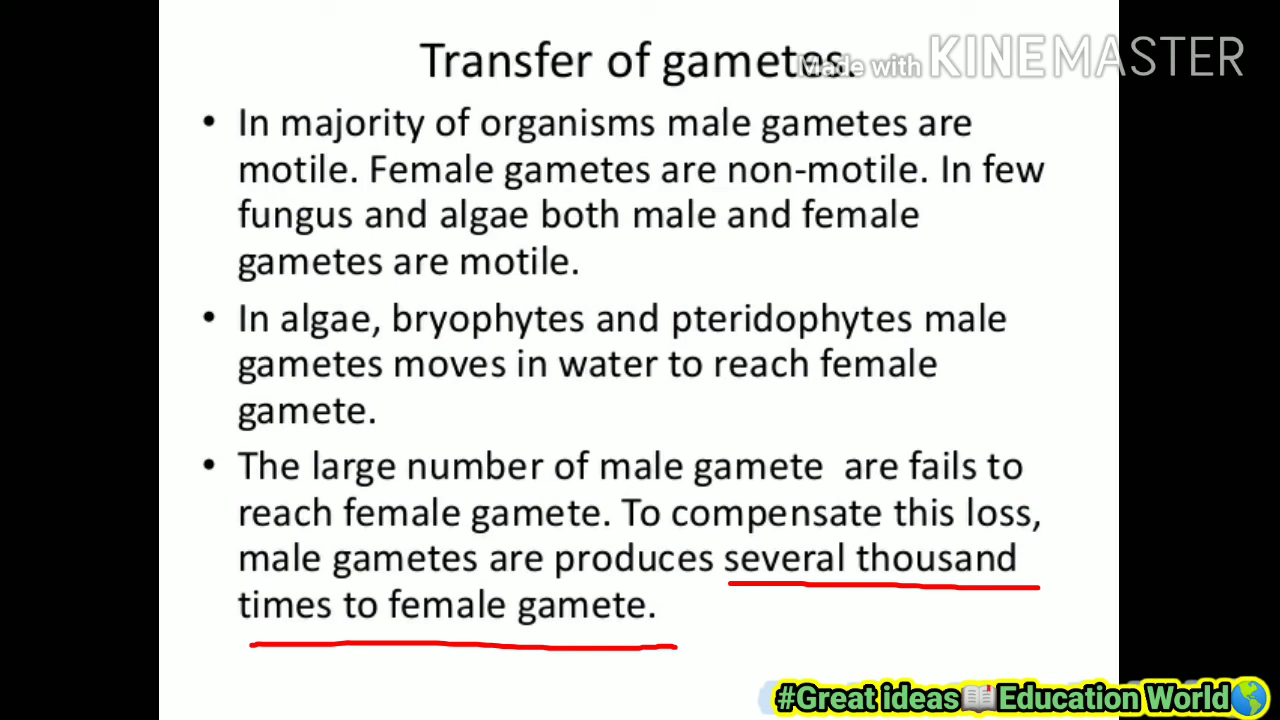 Transfer of gametes.
Made with KINEMASTER
• In majority of organisms male gametes are
motile. Female gametes are non-motile. In few
fungus and algae both male and female
gametes are motile.
• In algae, bryophytes and pteridophytes male
gametes moves in water to reach female
gamete.
• The large number of male gamete are fails to
reach female gamete. To compensate this loss,
male gametes are produces several thousand
times to female gamete.
#Great ideas📖Education World🌎